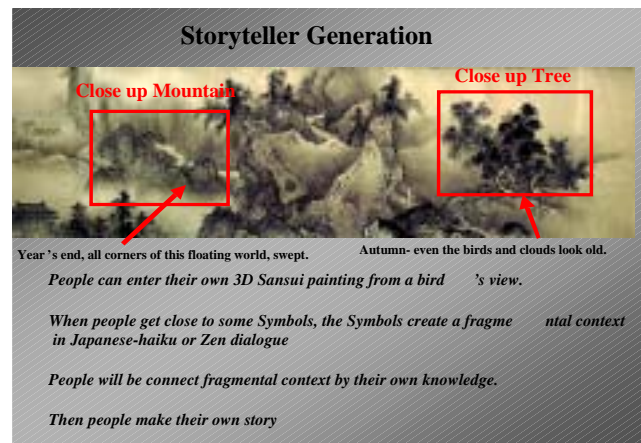 Storyteller Generation
Close up Mountain
Close up Tree
Year 's end, all corners of this floating world, swept.
Autumn- even the birds and clouds look old.
People can enter their own 3D Sansui painting from a bird 's view.
When people get close to some Symbols, the Symbols create a fragme ntal context
in Japanese-haiku or Zen dialogue
People will be connect fragmental context by their own knowledge.
Then people make their own story